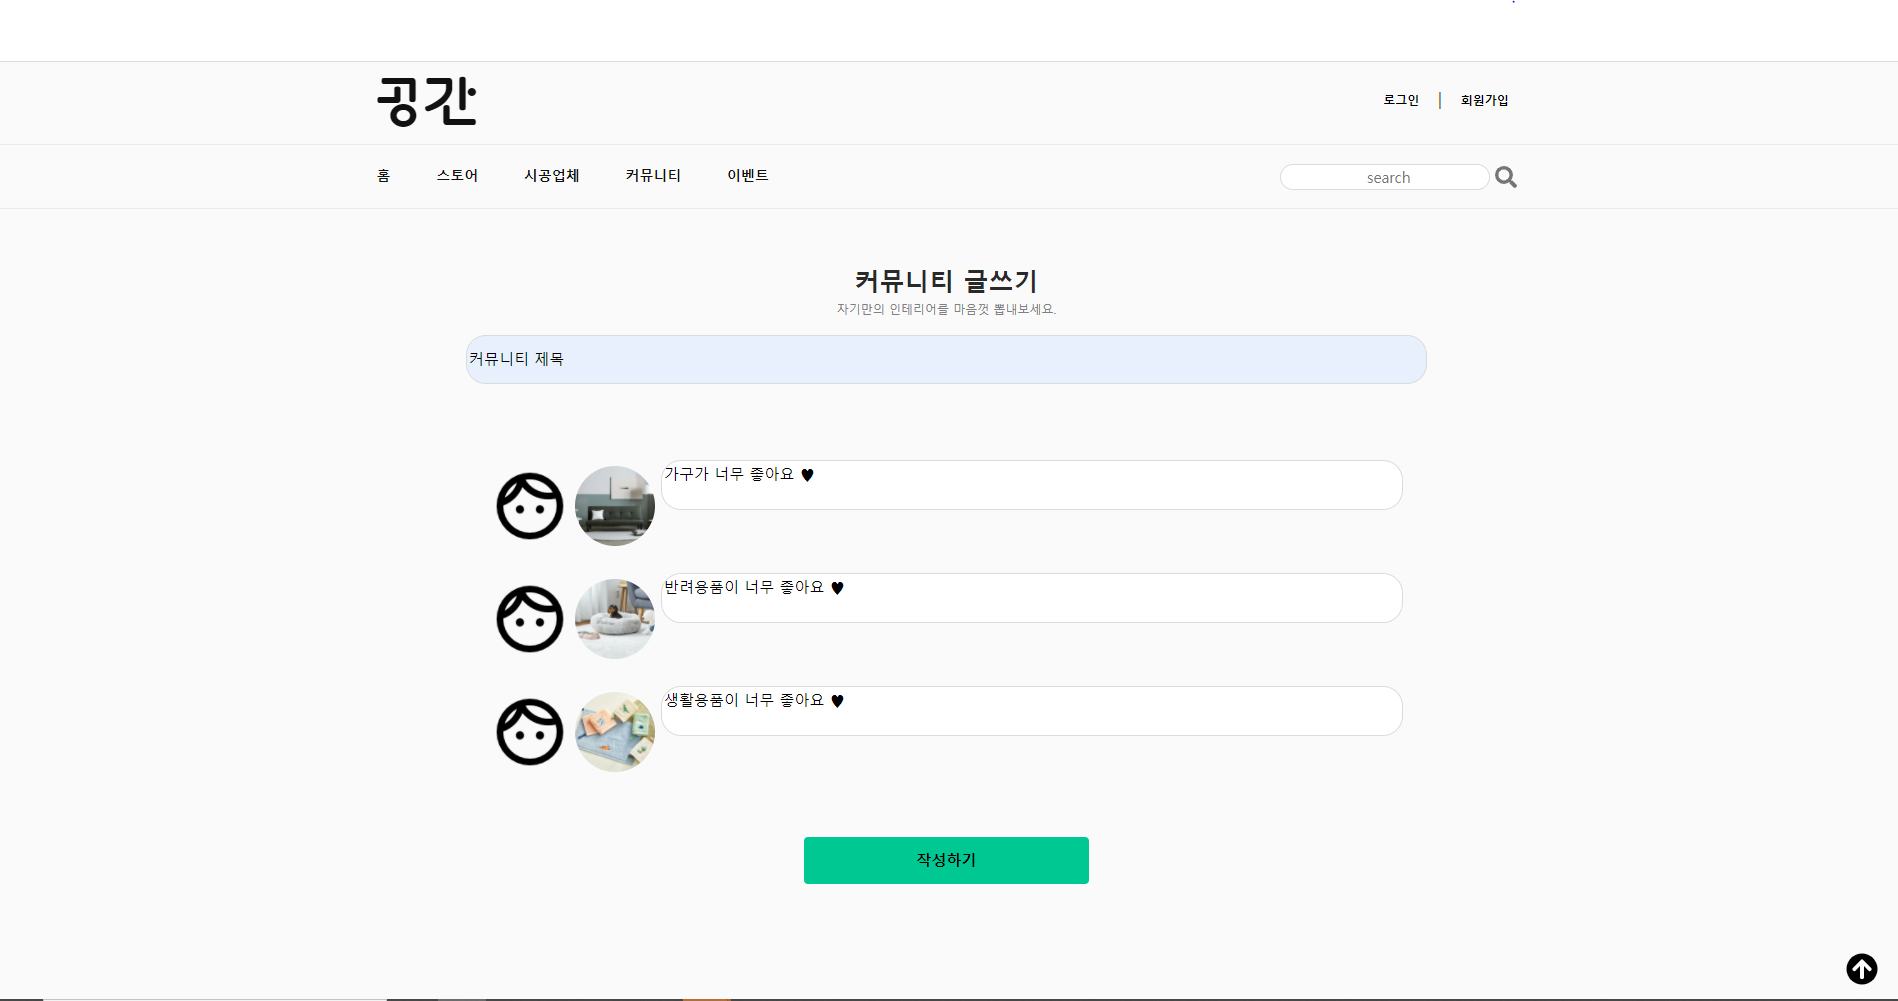 공간
로그인
회원가입
홈 스토어 시공업체 커뮤니티 이벤트
search
커뮤니티 글쓰기
자기만의 인테리어를 마음껏 뽐내보세요.
커뮤니티 제목
가구가 너무 좋아요 ♥
반려용품이 너무 좋아요 ♥
생활용품이 너무 좋아요 ♥
작성하기